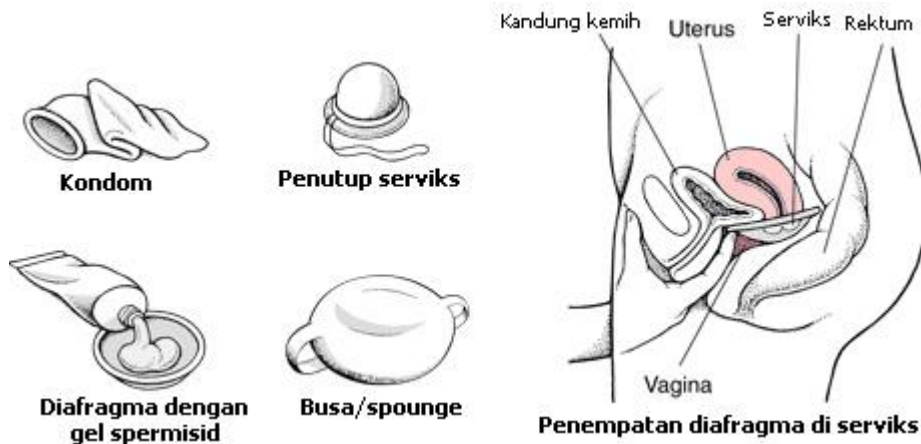 Kandung kemih
Uterus
Serviks
Rektum
Kondom
Penutup serviks
Diafragma dengan
gel spermisid
Busa/spounge
Vagina
Penempatan diafragma di serviks